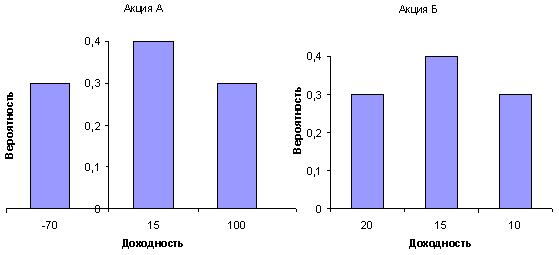 Акция А
Вероятность
0,4
0,3
0,2
0,1
0
-70 15 100
Доходность
Акция Б
Вероятность
0,4
0,3
0,2
0,1
0
20 15 10
Доходность